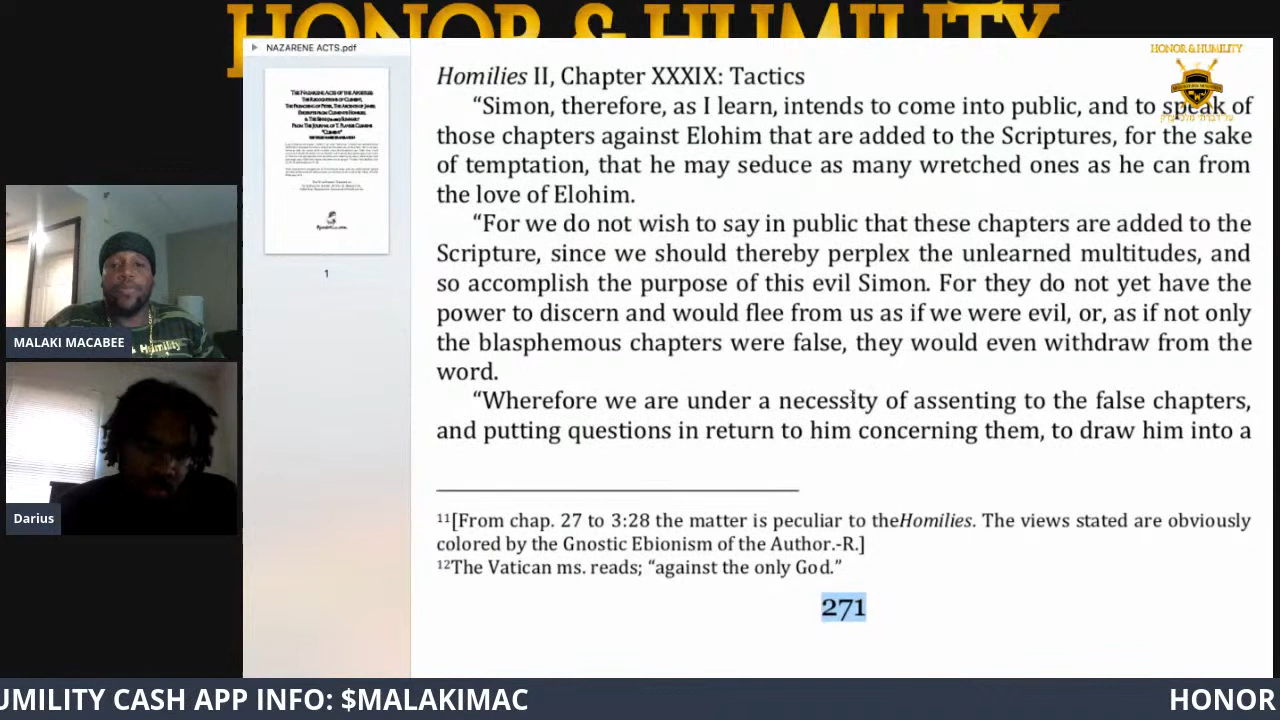 HONOR & HUMILITY
NAZARENE ACTS.pdf
HONOR & HUMILITY
Homilies II, Chapter XXXIX: Tactics
“Simon, therefore, as I learn, intends to come into public, and to speak of
those chapters against Elohim that are added to the Scriptures, for the sake
of temptation, that he may seduce as many wretched ones as he can from
the love of Elohim.
“For we do not wish to say in public that these chapters are added to the
Scripture, since we should thereby perplex the unlearned multitudes, and
so accomplish the purpose of this evil Simon. For they do not yet have the
power to discern and would flee from us as if we were evil, or, as if not only
the blasphemous chapters were false, they would even withdraw from the
word.
“Wherefore we are under a necessity of assenting to the false chapters,
and putting questions in return to him concerning them, to draw him into a
11[From chap. 27 to 3:28 the matter is peculiar to theHomilies. The views stated are obviously
colored by the Gnostic Ebionism of the Author.-R.]
12The Vatican ms. reads; “against the only God.”
271
1
MALAKI MACABEE
Darius
UMILITY CASH APP INFO: $MALAKIMAC
HONOR